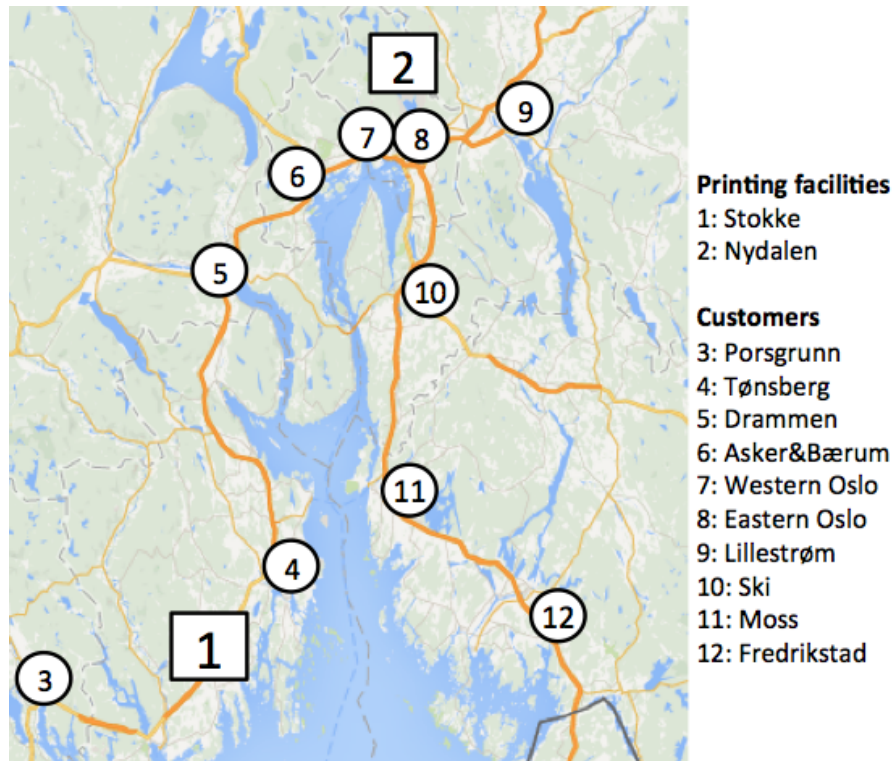 2
9
7
8
6
5
10
11
4
12
1
3
Printing facilities
1: Stokke
2: Nydalen
Customers
3: Porsgrunn
4: Tønsberg
5: Drammen
6: Asker&Bærum
7: Western Oslo
8: Eastern Oslo
9: Lillestrøm
10: Ski
11: Moss
12: Fredrikstad